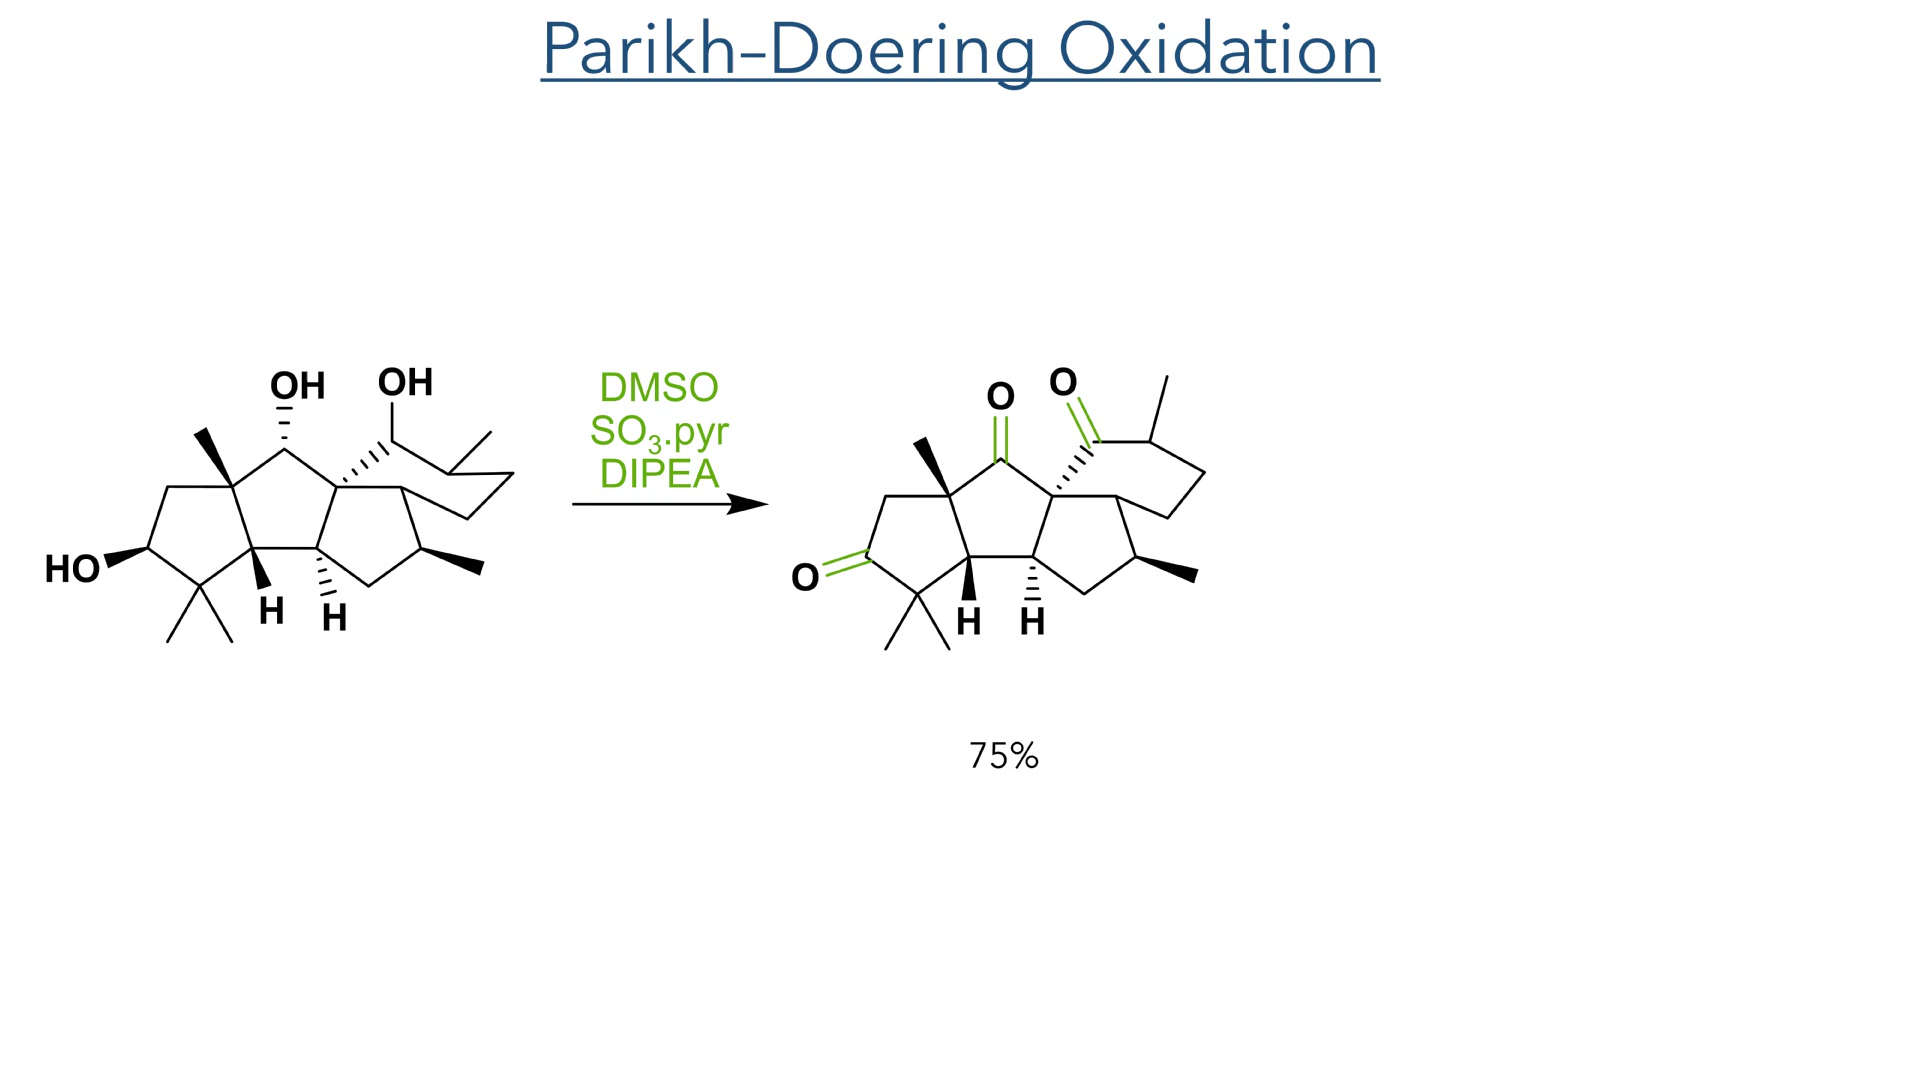 Parikh–Doering Oxidation
OH OH
HO
H H
DMSO
SO₃.pyr
DIPEA
O O
O
H H
75%